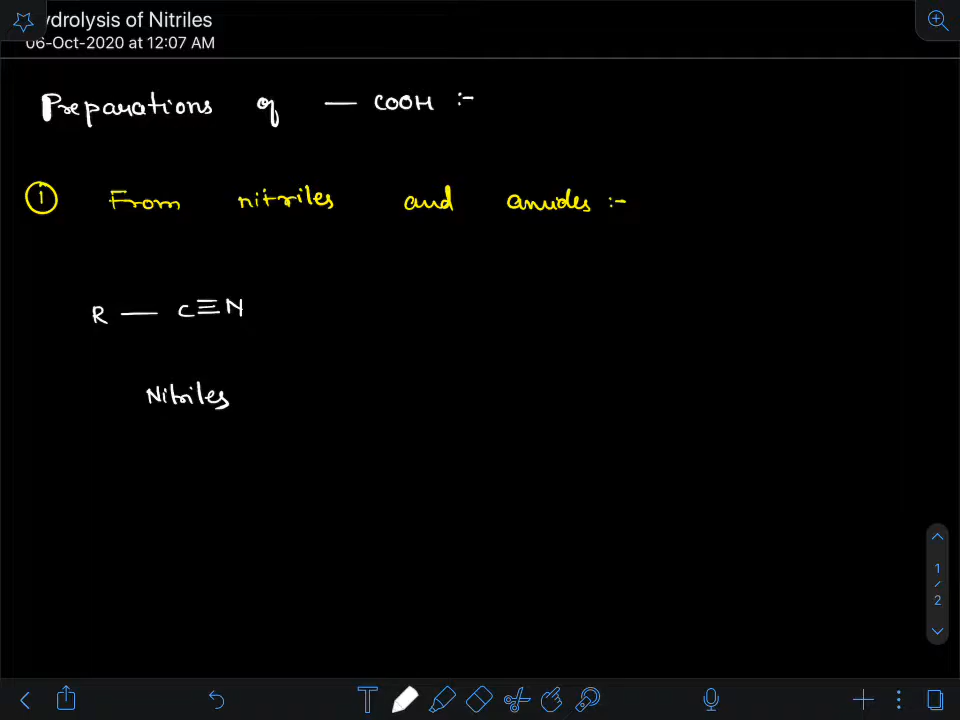 ydrolysis of Nitriles
06-Oct-2020 at 12:07 AM
Preparations of — COOH :-
① From nitriles and amides :-
R — C≡N
Nitriles
1
/
2